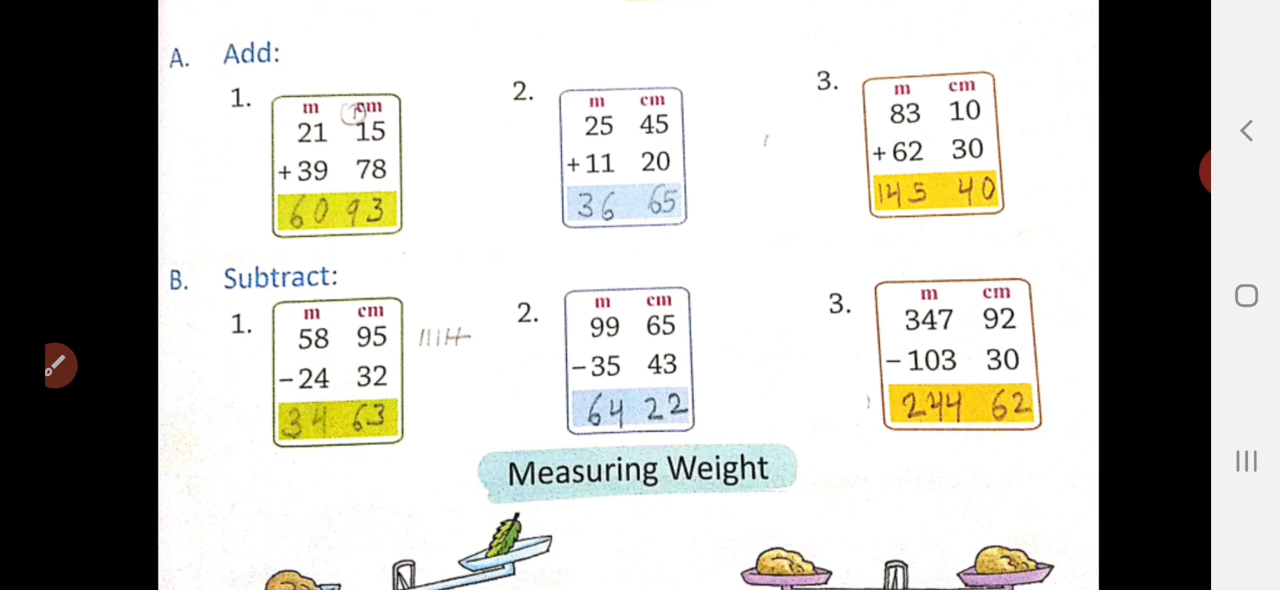 A. Add:
1. 2. 3.
m cm
21 15
+39 78
60 93
m cm
25 45
+11 20
36 65
m cm
83 10
+62 30
145 40
B. Subtract:
1. 2. 3.
m cm
58 95
-24 32
34 63
m cm
99 65
-35 43
64 22
m cm
347 92
-103 30
244 62
Measuring Weight